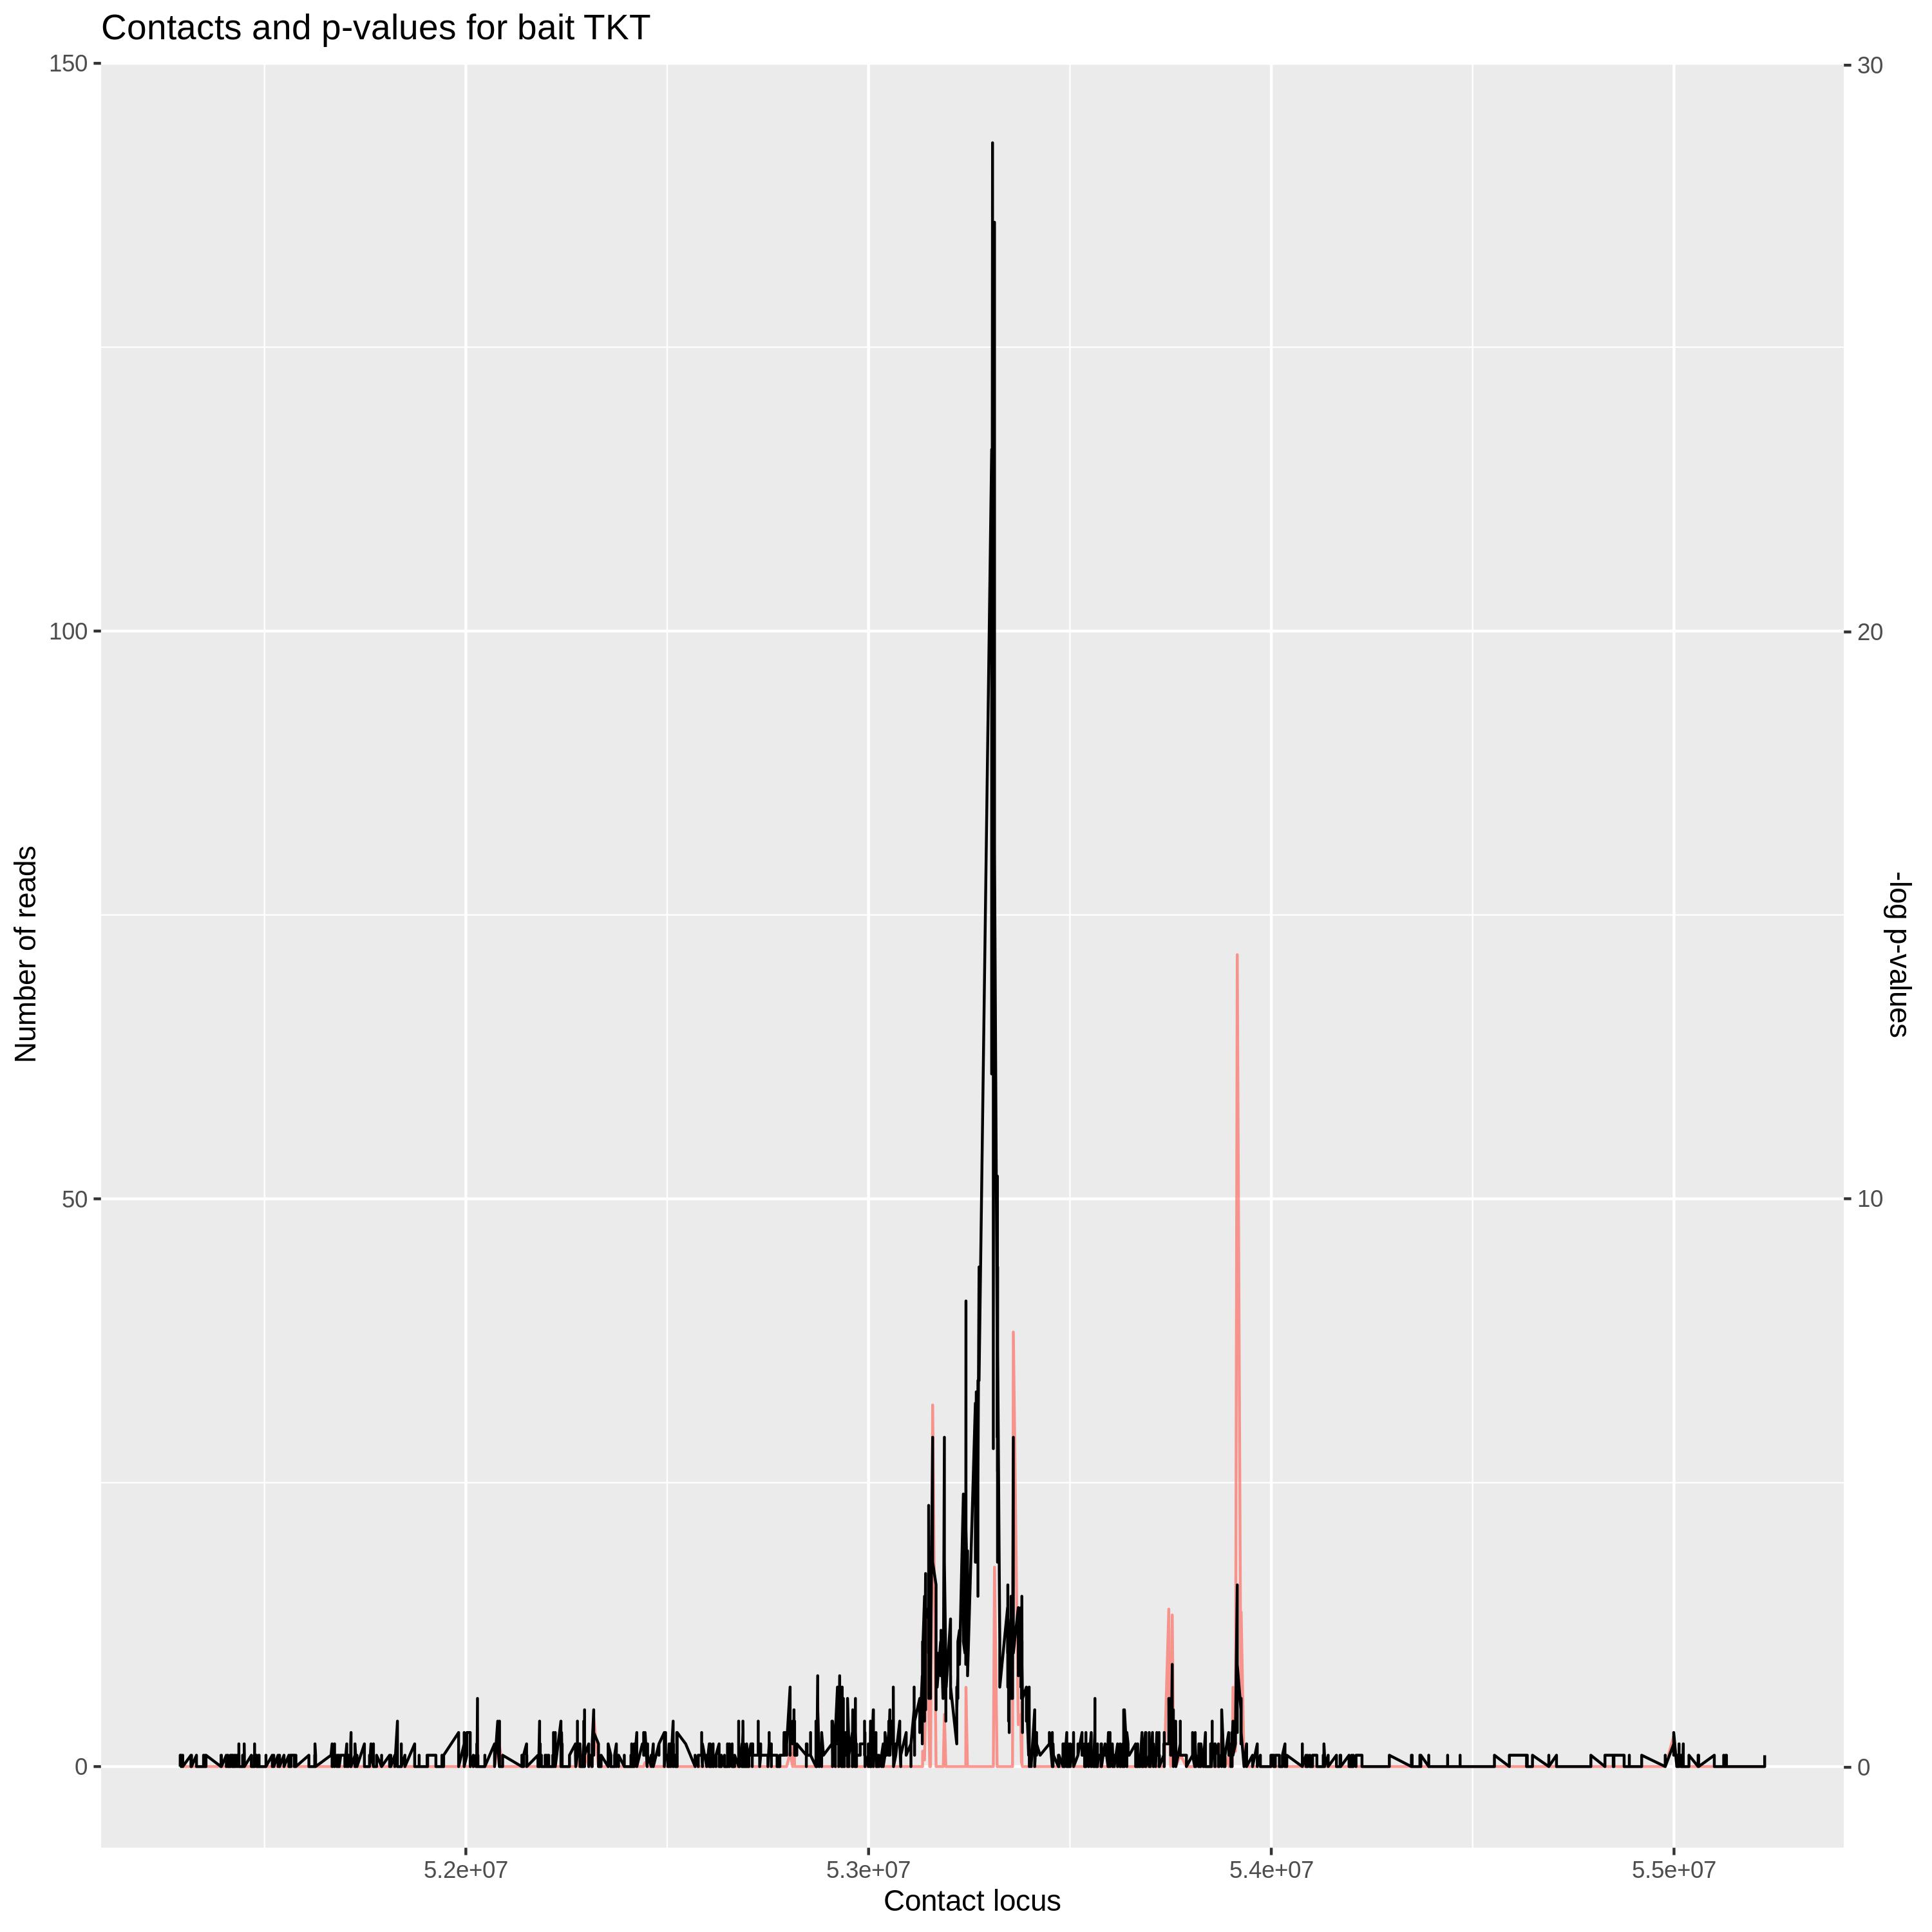 Contacts and p-values for bait TKT
150
100
50
0
30
20
10
0
Number of reads
-log p-values
5.2e+07 5.3e+07 5.4e+07 5.5e+07
Contact locus